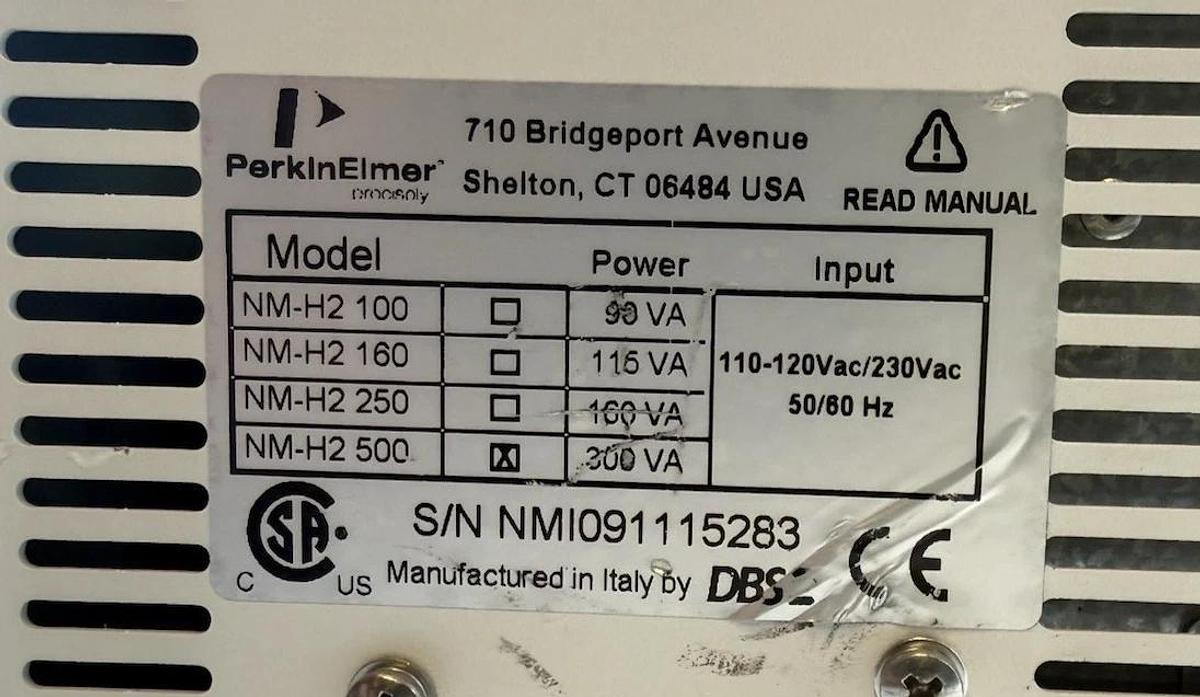 PerkinElmer
precisely
710 Bridgeport Avenue
Shelton, CT 06484 USA
READ MANUAL
Model Power Input
NM-H2 100 90 VA
NM-H2 160 115 VA
NM-H2 250 160 VA
NM-H2 500 X 300 VA
110-120Vac/230Vac
50/60 Hz
S/N NMI091115283
CSA
C US
Manufactured in Italy by DBS
CE